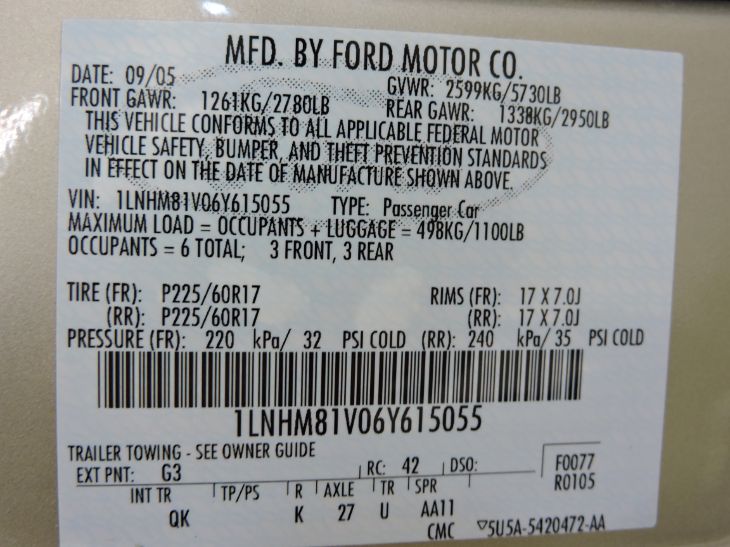 MFD. BY FORD MOTOR CO.
DATE: 09/05 GVWR: 2599KG/5730LB
FRONT GAWR: 1261KG/2780LB REAR GAWR: 1338KG/2950LB
THIS VEHICLE CONFORMS TO ALL APPLICABLE FEDERAL MOTOR
VEHICLE SAFETY, BUMPER, AND THEFT PREVENTION STANDARDS
IN EFFECT ON THE DATE OF MANUFACTURE SHOWN ABOVE.
VIN: 1LNHM81V06Y615055 TYPE: Passenger Car
MAXIMUM LOAD = OCCUPANTS + LUGGAGE = 498KG/1100LB
OCCUPANTS = 6 TOTAL; 3 FRONT, 3 REAR
TIRE (FR): P225/60R17 RIMS (FR): 17 X 7.0J
(RR): P225/60R17 (RR): 17 X 7.0J
PRESSURE (FR): 220 kPa/ 32 PSI COLD (RR): 240 kPa/ 35 PSI COLD
1LNHM81V06Y615055
TRAILER TOWING - SEE OWNER GUIDE
EXT PNT: G3 RC: 42 DSO: F0077
R0105
INT TR TP/PS R AXLE TR SPR
QK K 27 U AA11
CMC ▽5U5A-5420472-AA